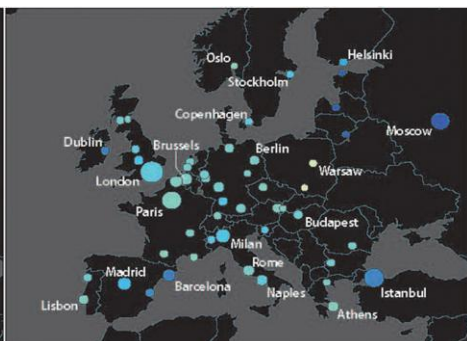 Oslo
Helsinki
Stockholm
Copenhagen
Moscow
Dublin
Brussels
Berlin
Warsaw
London
Paris
Budapest
Milan
Madrid
Rome
Barcelona
Naples
Istanbul
Lisbon
Athens